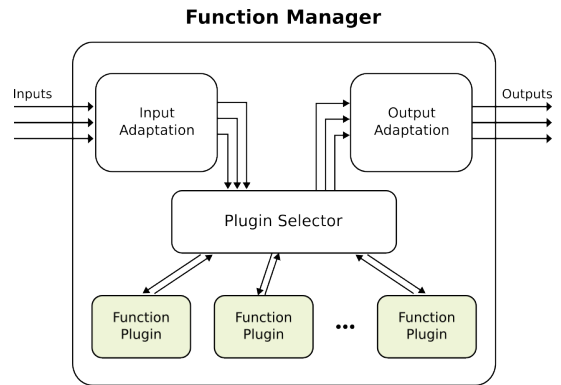 Function Manager
Inputs
Outputs
Input
Adaptation
Output
Adaptation
Plugin Selector
Function
Plugin
Function
Plugin
...
Function
Plugin